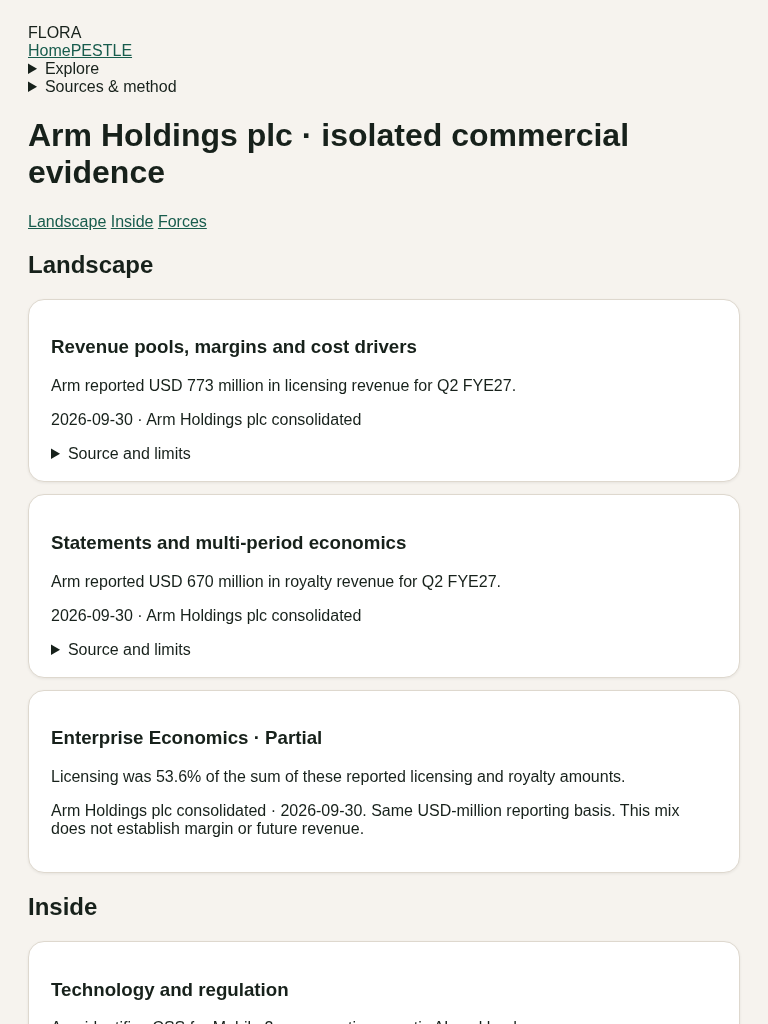 FLORA
HomePESTLE
Explore
Sources & method
Arm Holdings plc · isolated commercial
evidence
Landscape Inside Forces
Landscape
Revenue pools, margins and cost drivers
Arm reported USD 773 million in licensing revenue for Q2 FYE27.
2026-09-30 · Arm Holdings plc consolidated
Source and limits
Statements and multi-period economics
Arm reported USD 670 million in royalty revenue for Q2 FYE27.
2026-09-30 · Arm Holdings plc consolidated
Source and limits
Enterprise Economics · Partial
Licensing was 53.6% of the sum of these reported licensing and royalty amounts.
Arm Holdings plc consolidated · 2026-09-30. Same USD-million reporting basis. This mix
does not establish margin or future revenue.
Inside
Technology and regulation